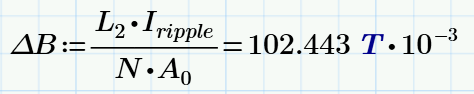 ΔB := (L₂ · I_ripple) / (N · A₀) = 102.443 T · 10⁻³